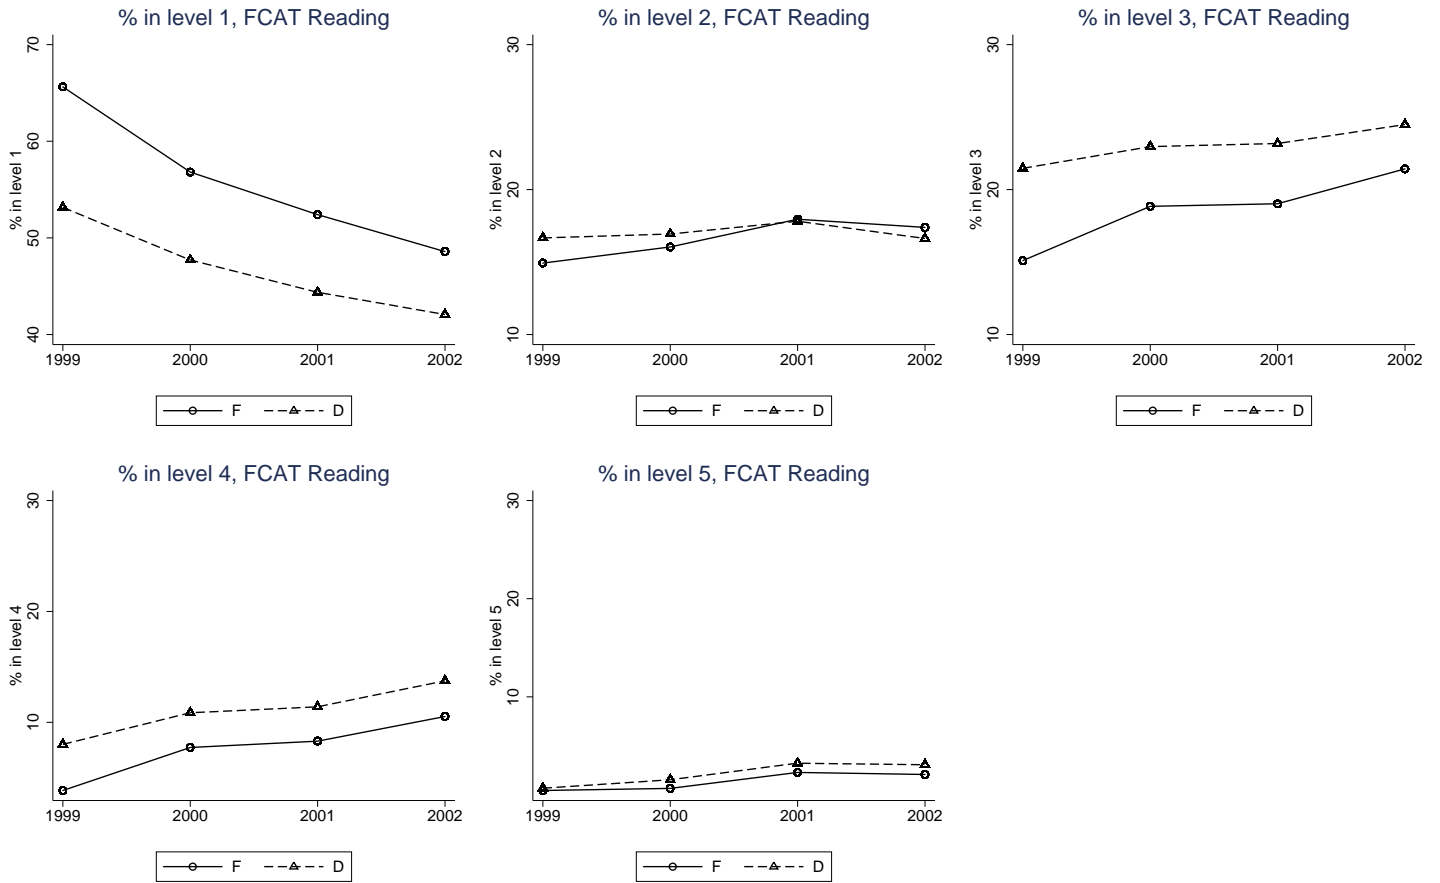 % in level 1, FCAT Reading
% in level 1
70
60
50
40
1999 2000 2001 2002
F D
% in level 2, FCAT Reading
% in level 2
30
20
10
1999 2000 2001 2002
F D
% in level 3, FCAT Reading
% in level 3
30
20
10
1999 2000 2001 2002
F D
% in level 4, FCAT Reading
% in level 4
30
20
10
1999 2000 2001 2002
F D
% in level 5, FCAT Reading
% in level 5
30
20
10
1999 2000 2001 2002
F D